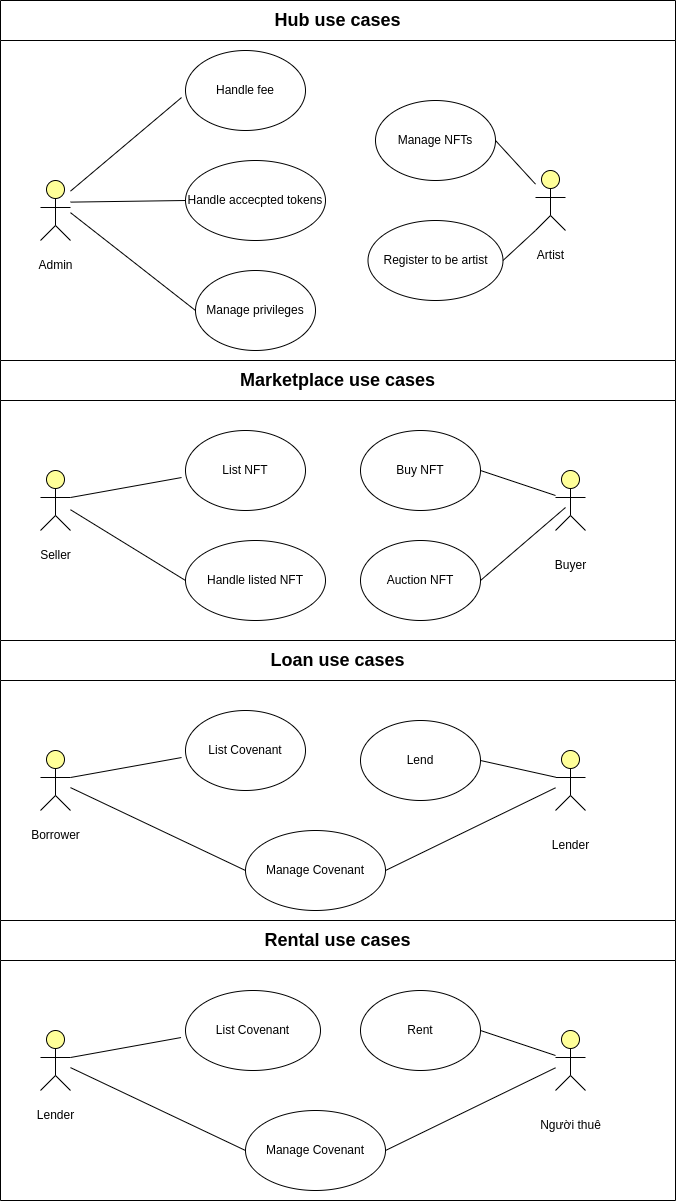 Hub use cases
Handle fee
Manage NFTs
Handle accecpted tokens
Artist
Admin
Register to be artist
Manage privileges
Marketplace use cases
List NFT
Buy NFT
Seller
Buyer
Handle listed NFT
Auction NFT
Loan use cases
List Covenant
Lend
Borrower
Lender
Manage Covenant
Rental use cases
List Covenant
Rent
Lender
Người thuê
Manage Covenant